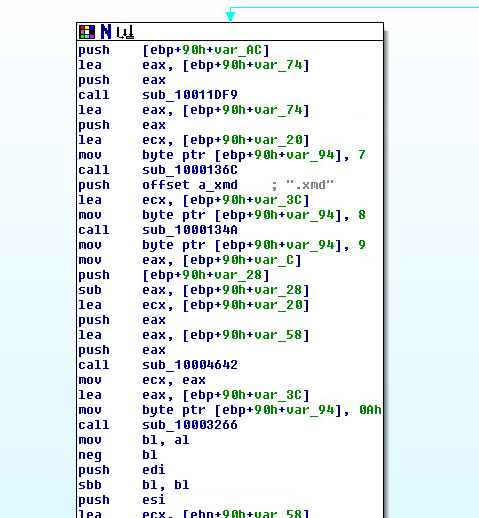 N
push [ebp+90h+var_AC]
lea eax, [ebp+90h+var_74]
push eax
call sub_10011DF9
lea eax, [ebp+90h+var_74]
push eax
lea ecx, [ebp+90h+var_20]
mov byte ptr [ebp+90h+var_94], 7
call sub_1000136C
push offset a_xmd ; ".xmd"
lea ecx, [ebp+90h+var_3C]
mov byte ptr [ebp+90h+var_94], 8
call sub_1000134A
mov byte ptr [ebp+90h+var_94], 9
mov eax, [ebp+90h+var_C]
push [ebp+90h+var_28]
sub eax, [ebp+90h+var_28]
lea ecx, [ebp+90h+var_20]
push eax
lea eax, [ebp+90h+var_58]
push eax
call sub_10004642
mov ecx, eax
lea eax, [ebp+90h+var_3C]
mov byte ptr [ebp+90h+var_94], 0Ah
call sub_10003266
mov bl, al
neg bl
push edi
sbb bl, bl
push esi
lea ecx, [ebp+90h+var_58]